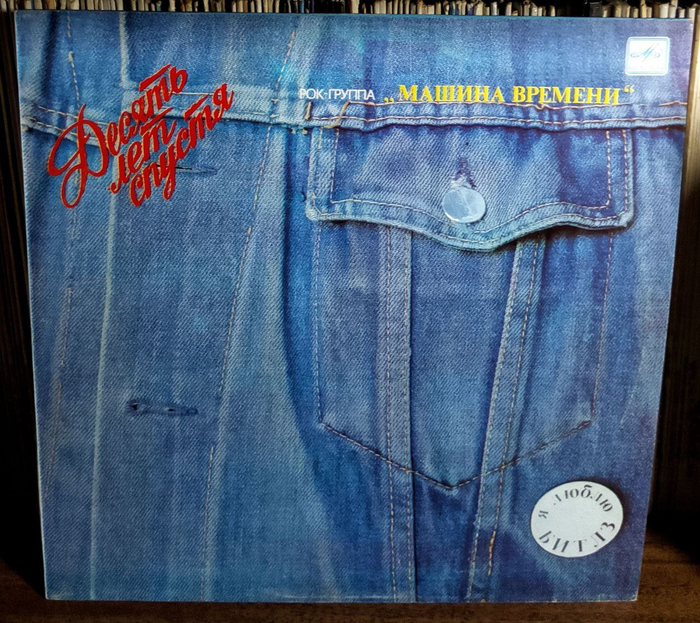 Десять
лет
спустя
РОК-ГРУППА „МАШИНА ВРЕМЕНИ“
Я ЛЮБЛЮ
БИТЛЗ